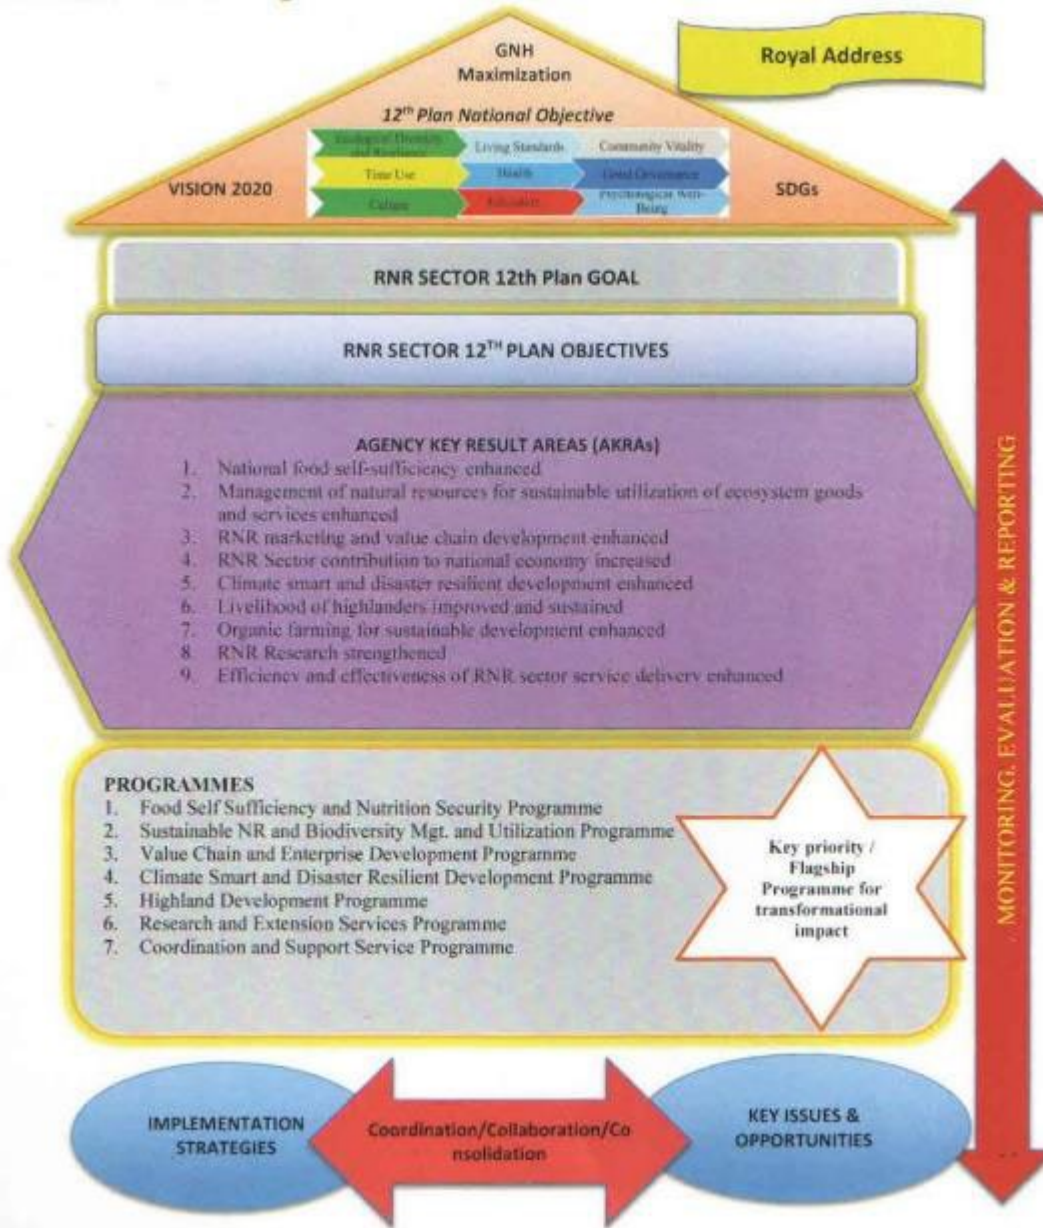 GNH
Maximization
Royal Address
12th Plan National Objective
Living Standards
Community Vitality
Time Use
Health
Good Governance
Culture
Education
Psychological Well-
Being
VISION 2020
SDGs
RNR SECTOR 12th Plan GOAL
RNR SECTOR 12TH PLAN OBJECTIVES
AGENCY KEY RESULT AREAS (AKRAs)
1. National food self-sufficiency enhanced
2. Management of natural resources for sustainable utilization of ecosystem goods
and services enhanced
3. RNR marketing and value chain development enhanced
4. RNR Sector contribution to national economy increased
5. Climate smart and disaster resilient development enhanced
6. Livelihood of highlanders improved and sustained
7. Organic farming for sustainable development enhanced
8. RNR Research strengthened
9. Efficiency and effectiveness of RNR sector service delivery enhanced
MONITORING, EVALUATION & REPORTING
PROGRAMMES
1. Food Self Sufficiency and Nutrition Security Programme
2. Sustainable NR and Biodiversity Mgt. and Utilization Programme
3. Value Chain and Enterprise Development Programme
4. Climate Smart and Disaster Resilient Development Programme
5. Highland Development Programme
6. Research and Extension Services Programme
7. Coordination and Support Service Programme
Key priority /
Flagship
Programme for
transformational
impact
IMPLEMENTATION
STRATEGIES
Coordination/Collaboration/Co
nsolidation
KEY ISSUES &
OPPORTUNITIES